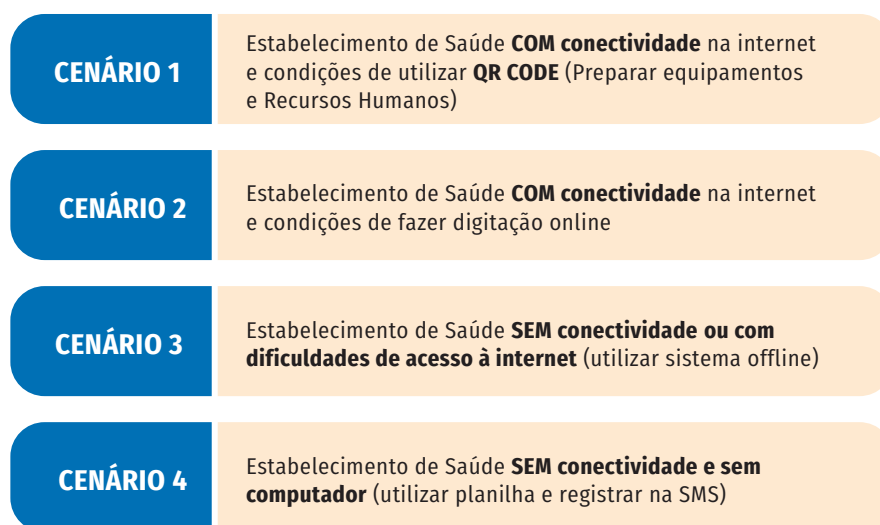 CENÁRIO 1
Estabelecimento de Saúde COM conectividade na internet
e condições de utilizar QR CODE (Preparar equipamentos
e Recursos Humanos)
CENÁRIO 2
Estabelecimento de Saúde COM conectividade na internet
e condições de fazer digitação online
CENÁRIO 3
Estabelecimento de Saúde SEM conectividade ou com
dificuldades de acesso à internet (utilizar sistema offline)
CENÁRIO 4
Estabelecimento de Saúde SEM conectividade e sem
computador (utilizar planilha e registrar na SMS)